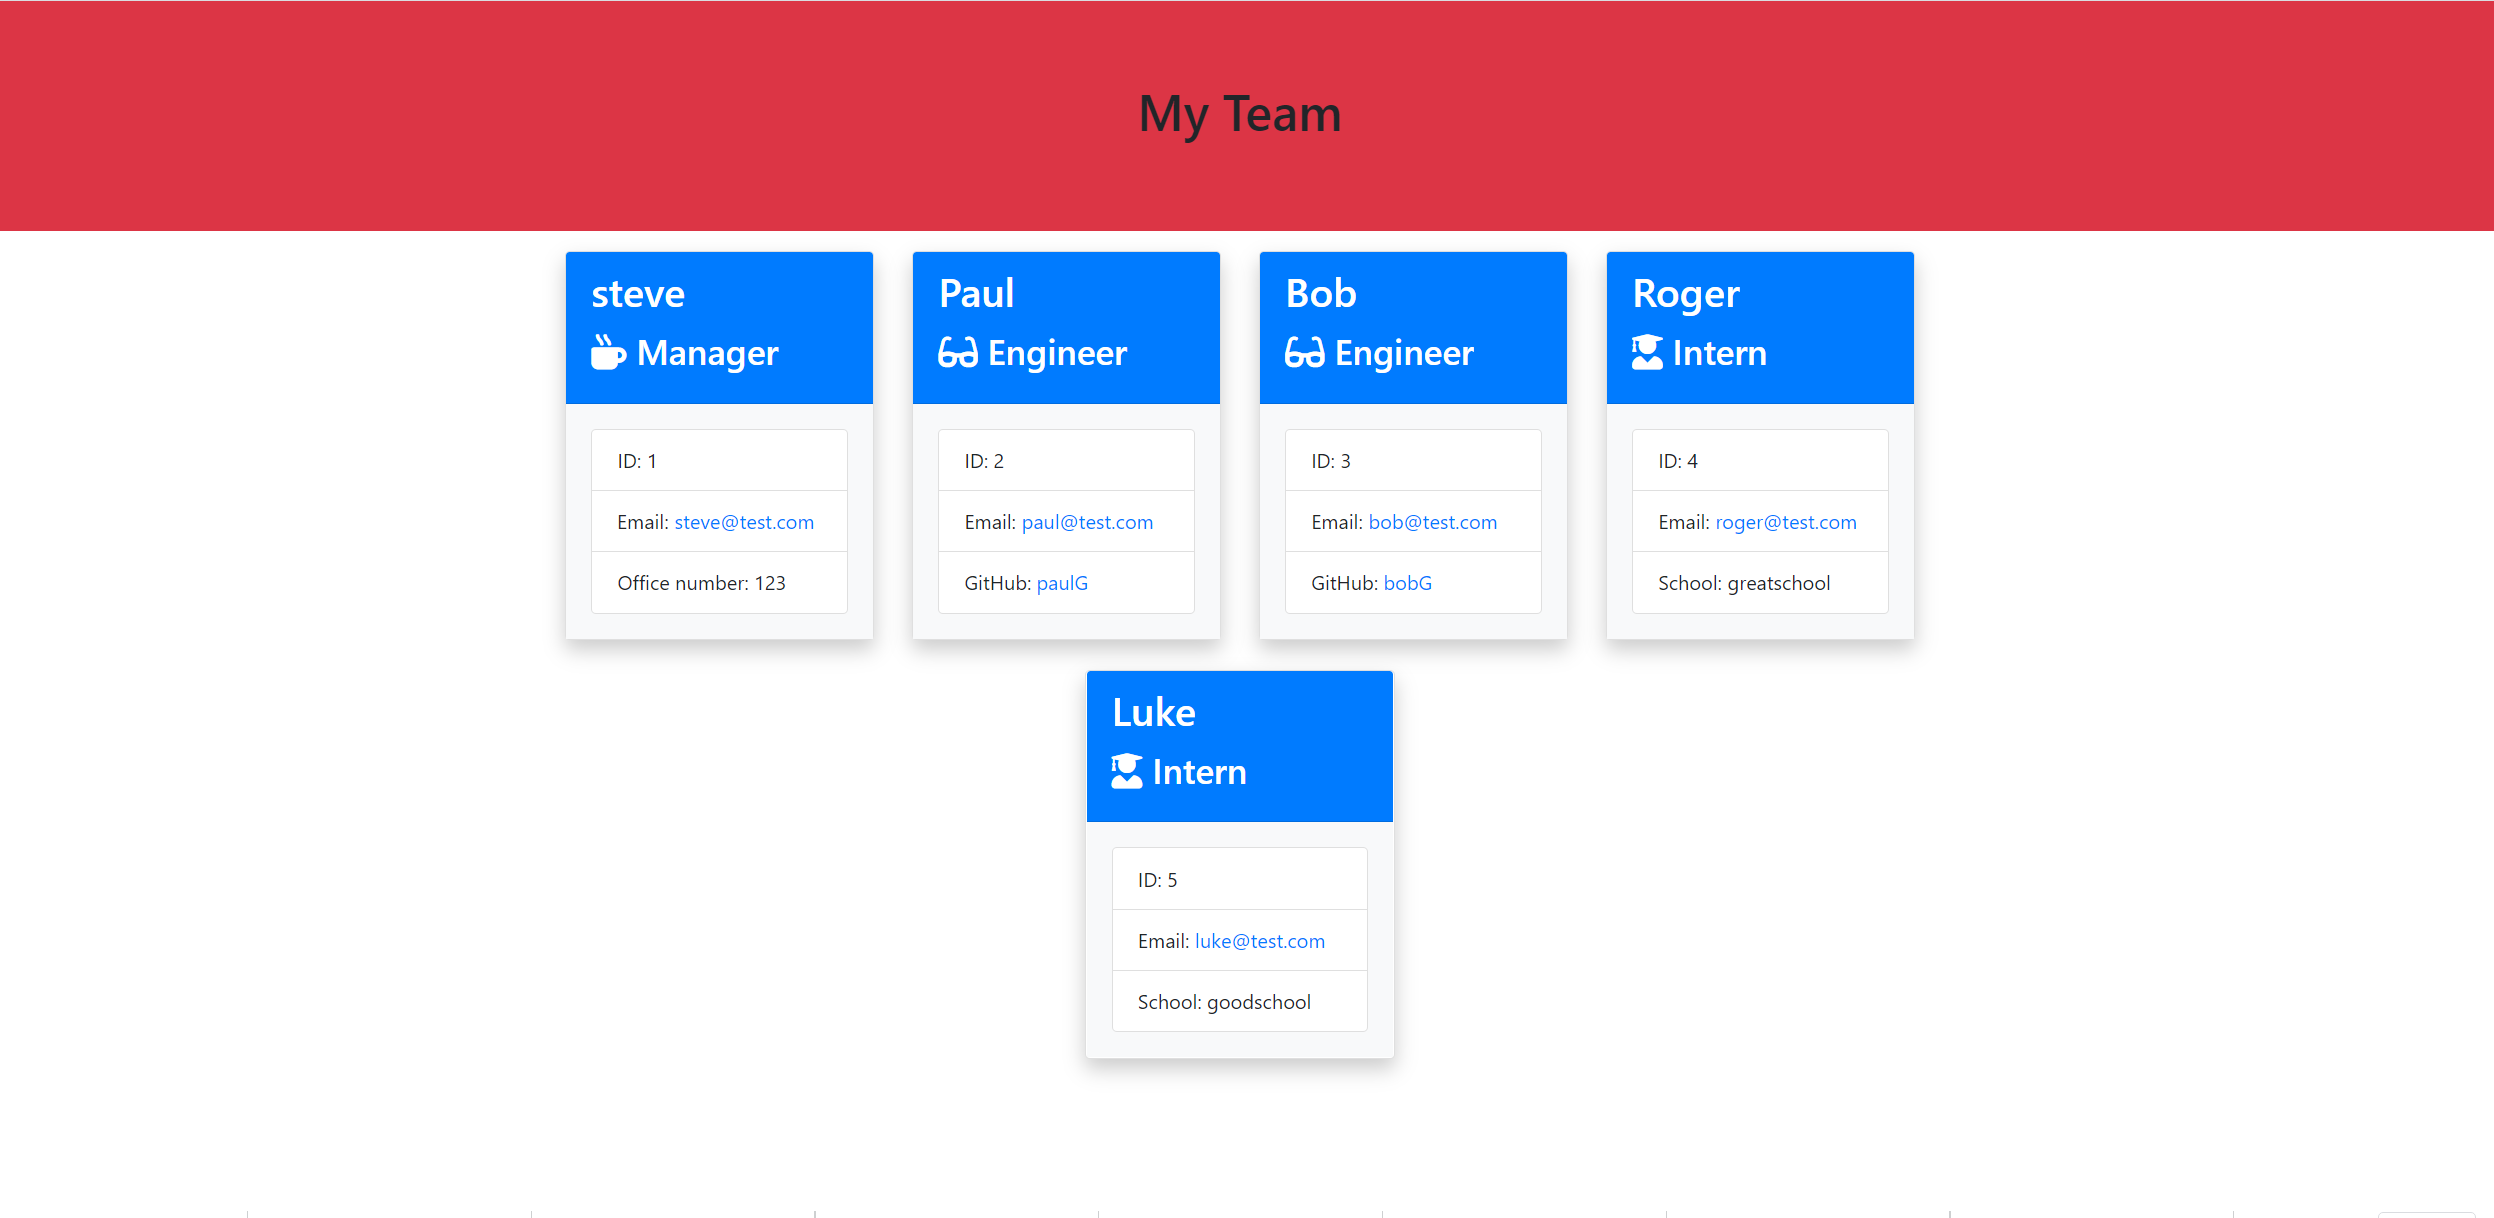 My Team
steve
Manager
ID: 1
Email: steve@test.com
Office number: 123
Paul
Engineer
ID: 2
Email: paul@test.com
GitHub: paulG
Bob
Engineer
ID: 3
Email: bob@test.com
GitHub: bobG
Roger
Intern
ID: 4
Email: roger@test.com
School: greatschool
Luke
Intern
ID: 5
Email: luke@test.com
School: goodschool